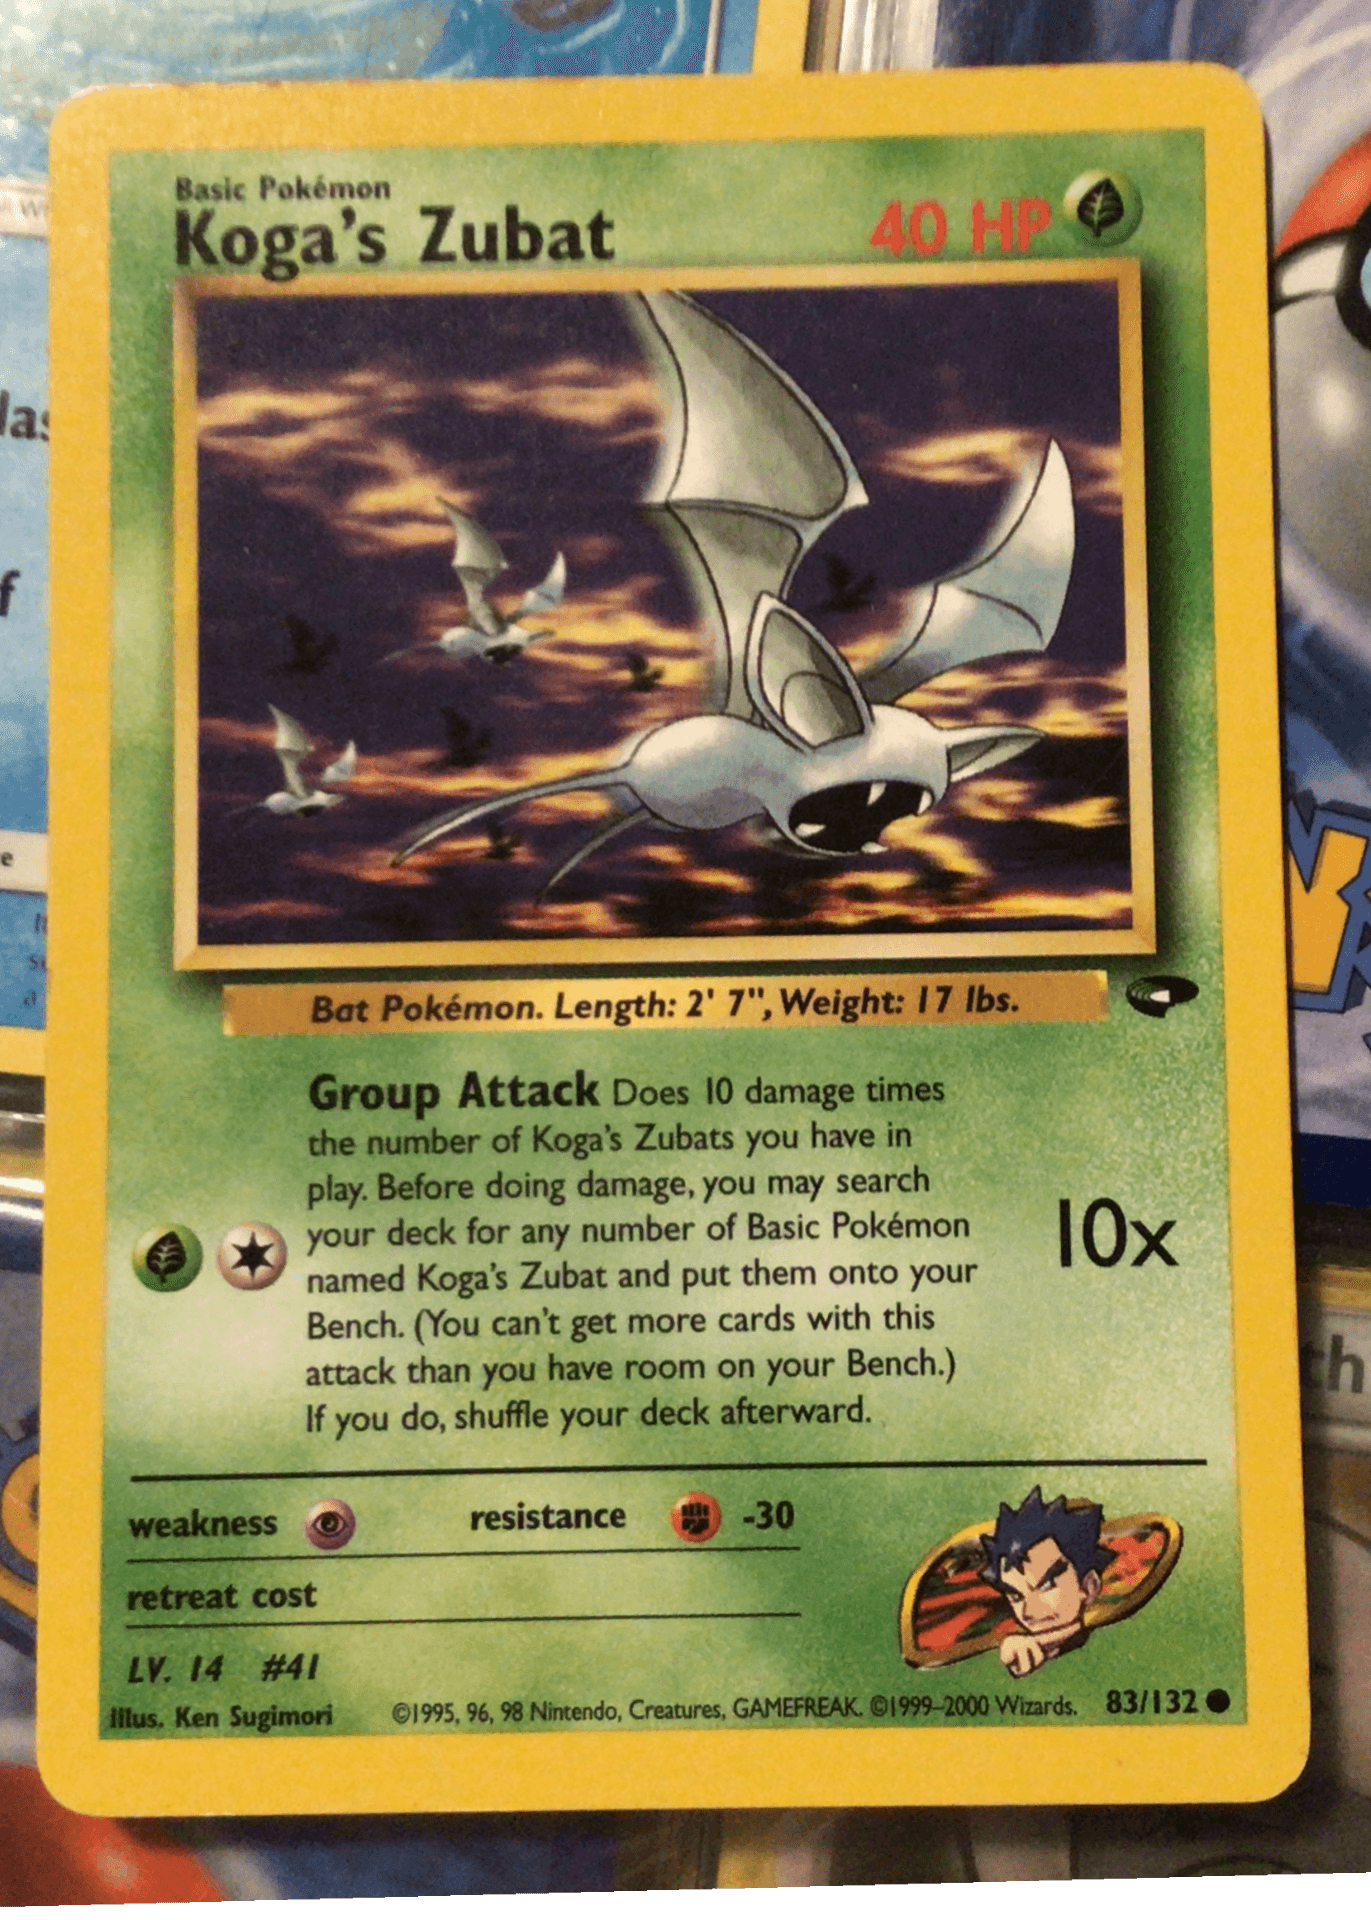 Basic Pokémon
Koga's Zubat 40 HP
Bat Pokémon. Length: 2' 7", Weight: 17 lbs.
Group Attack Does 10 damage times
the number of Koga's Zubats you have in
play. Before doing damage, you may search
your deck for any number of Basic Pokémon
named Koga's Zubat and put them onto your
Bench. (You can't get more cards with this
attack than you have room on your Bench.)
If you do, shuffle your deck afterward.
10x
weakness resistance -30
retreat cost
LV. 14 #41
Illus. Ken Sugimori ©1995, 96, 98 Nintendo, Creatures, GAMEFREAK. ©1999–2000 Wizards. 83/132